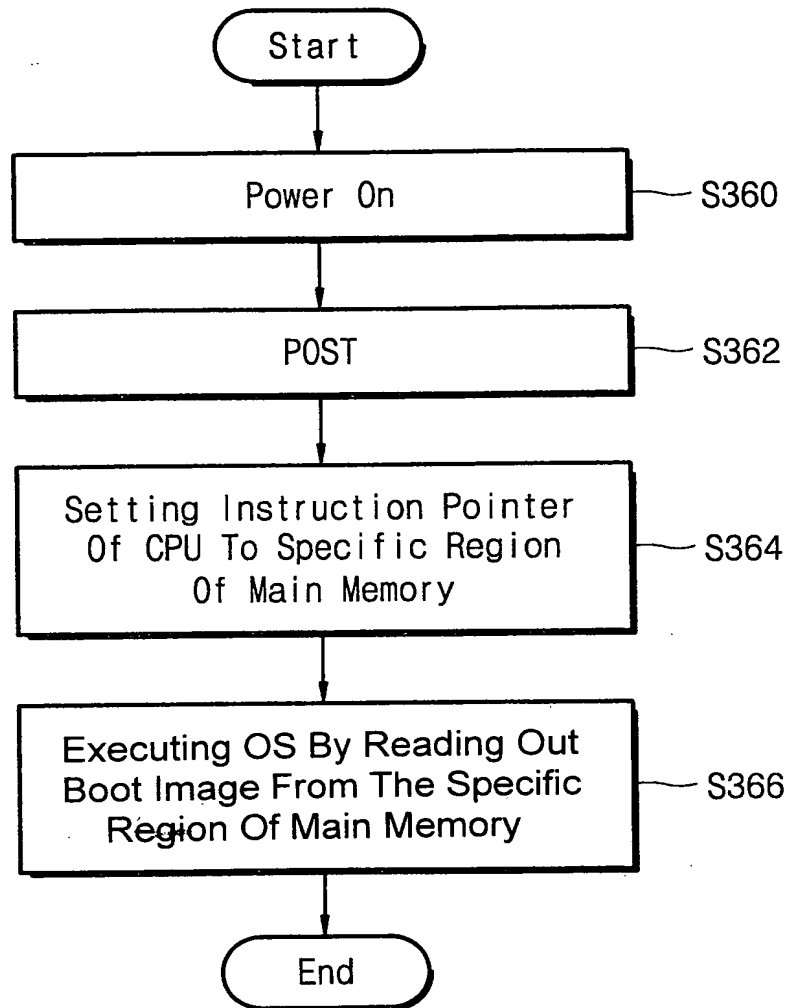 Start
Power On
S360
POST
S362
Setting Instruction Pointer
Of CPU To Specific Region
Of Main Memory
S364
Executing OS By Reading Out
Boot Image From The Specific
Region Of Main Memory
S366
End